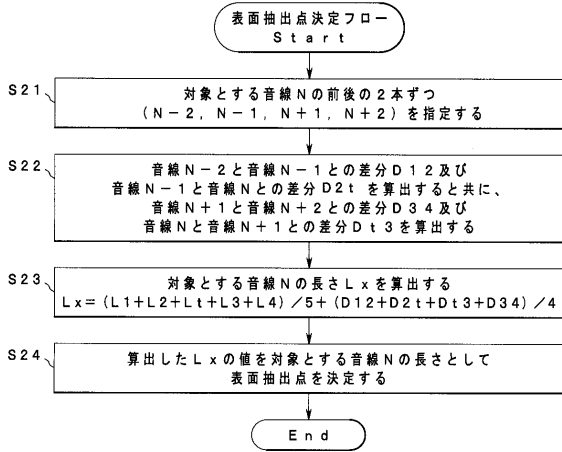 表面抽出点決定フロー
Start
S21
対象とする音線Nの前後の2本ずつ
(N-2, N-1, N+1, N+2) を指定する
S22
音線N-2と音線N-1との差分D12及び
音線N-1と音線Nとの差分D2t を算出すると共に、
音線N+1と音線N+2との差分D34及び
音線Nと音線N+1との差分Dt3を算出する
S23
対象とする音線Nの長さLxを算出する
Lx=(L1+L2+Lt+L3+L4)/5+(D12+D2t+Dt3+D34)/4
S24
算出したLxの値を対象とする音線Nの長さとして
表面抽出点を決定する
End